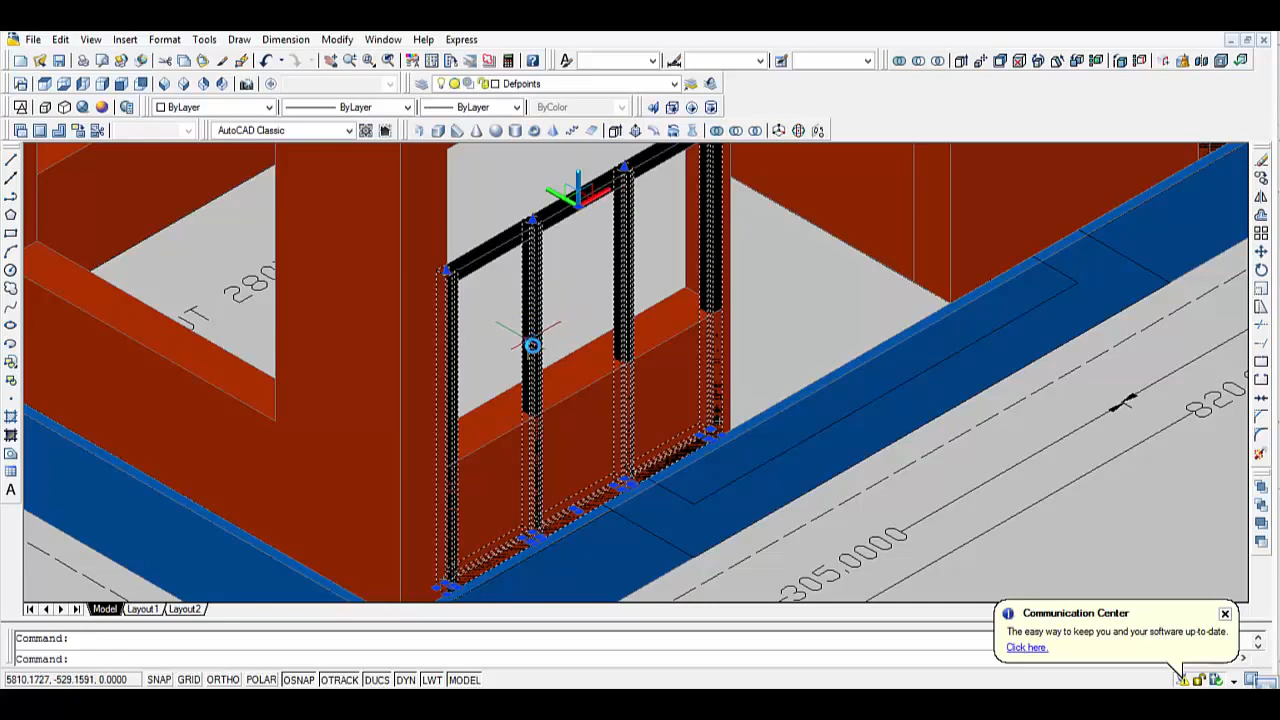 File Edit View Insert Format Tools Draw Dimension Modify Window Help Express
Defpoints
ByLayer ByLayer ByLayer ByColor
AutoCAD Classic
UT 280
820,
305,0000
A
Model Layout1 Layout2
Command:
Command:
Communication Center
The easy way to keep you and your software up-to-date.
Click here.
5810.1727, -529.1591, 0.0000 SNAP GRID ORTHO POLAR OSNAP OTRACK DUCS DYN LWT MODEL